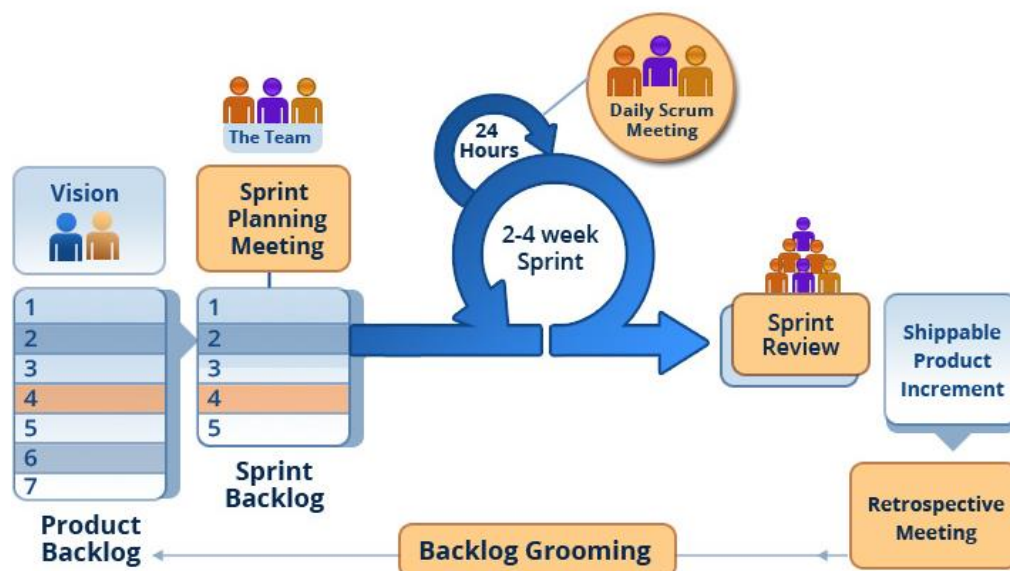 Vision
1
2
3
4
5
6
7
Product
Backlog
The Team
Sprint
Planning
Meeting
1
2
3
4
5
Sprint
Backlog
24
Hours
2-4 week
Sprint
Daily Scrum
Meeting
Sprint
Review
Shippable
Product
Increment
Retrospective
Meeting
Backlog Grooming